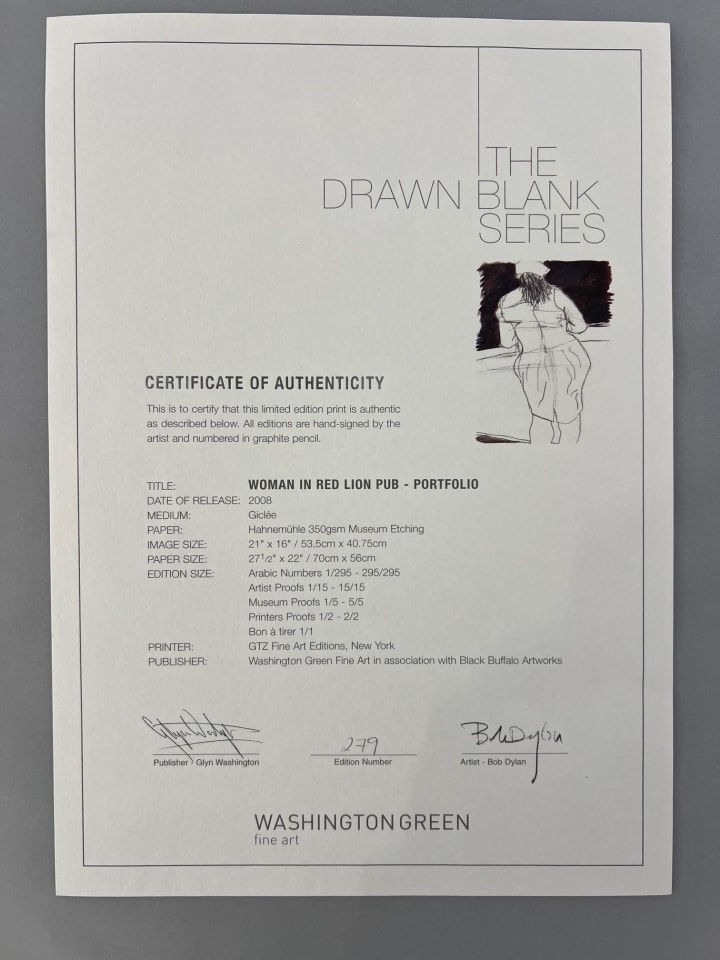 THE
DRAWN BLANK
SERIES
CERTIFICATE OF AUTHENTICITY
This is to certify that this limited edition print is authentic
as described below. All editions are hand-signed by the
artist and numbered in graphite pencil.
TITLE: WOMAN IN RED LION PUB - PORTFOLIO
DATE OF RELEASE: 2008
MEDIUM: Giclée
PAPER: Hahnemühle 350gsm Museum Etching
IMAGE SIZE: 21" x 16" / 53.5cm x 40.75cm
PAPER SIZE: 27 1/2" x 22" / 70cm x 56cm
EDITION SIZE: Arabic Numbers 1/295 - 295/295
Artist Proofs 1/15 - 15/15
Museum Proofs 1/5 - 5/5
Printers Proofs 1/2 - 2/2
Bon à tirer 1/1
PRINTER: GTZ Fine Art Editions, New York
PUBLISHER: Washington Green Fine Art in association with Black Buffalo Artworks
279 Bob Dylan
Publisher - Glyn Washington Edition Number Artist - Bob Dylan
WASHINGTON GREEN
fine art